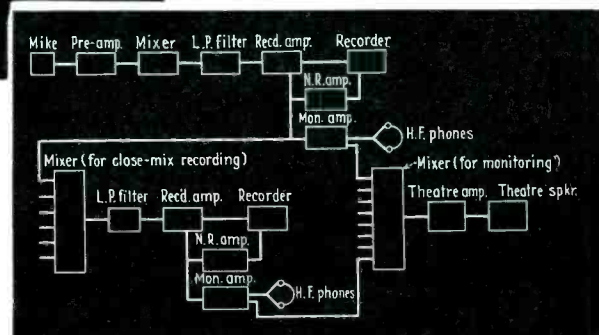 Mike Pre-amp. Mixer L.P. filter Recd. amp. Recorder
N.R. amp.
Mon. amp.
H.F. phones
Mixer (for close-mix recording)
Mixer (for monitoring)
L.P. filter Rec'd. amp. Recorder
Theatre amp. Theatre spkr.
N.R. amp.
Mon. amp.
H.F. phones